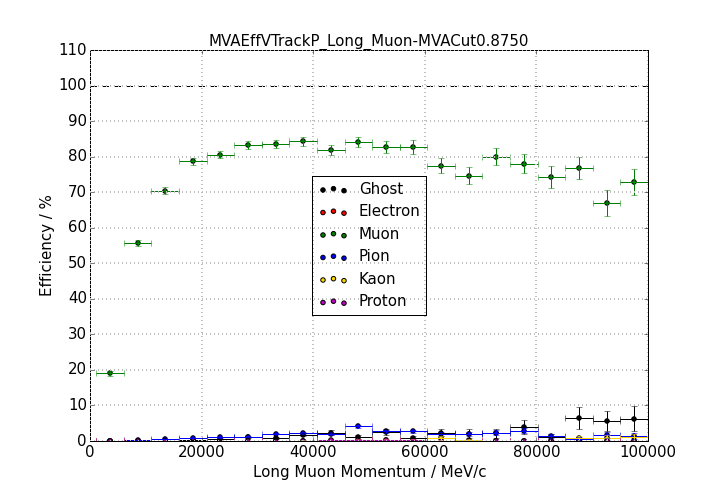 MVAEffVTrackP_Long_Muon-MVACut0.8750
110
100
90
80
70
60
50
40
30
20
10
0
Efficiency / %
Ghost
Electron
Muon
Pion
Kaon
Proton
0 20000 40000 60000 80000 100000
Long Muon Momentum / MeV/c